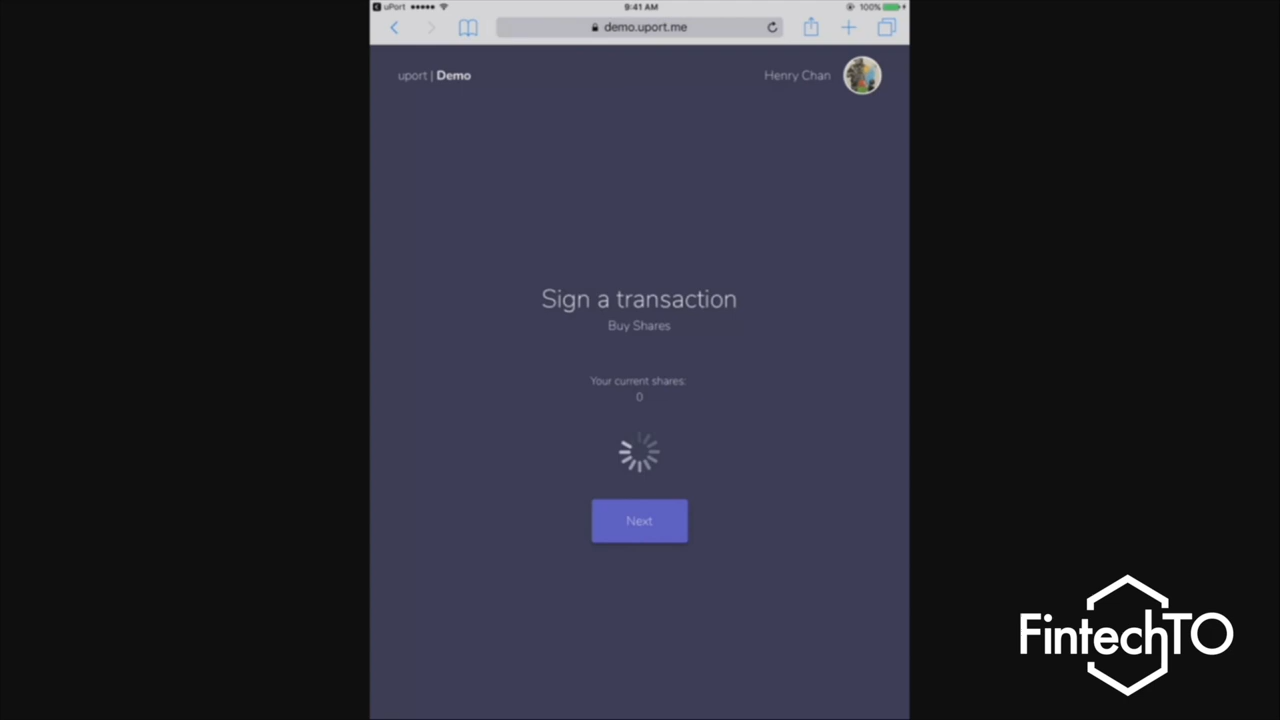 uPort 9:41 AM 100%
demo.uport.me
uport | Demo Henry Chan
Sign a transaction
Buy Shares
Your current shares:
0
Next
FintechTO